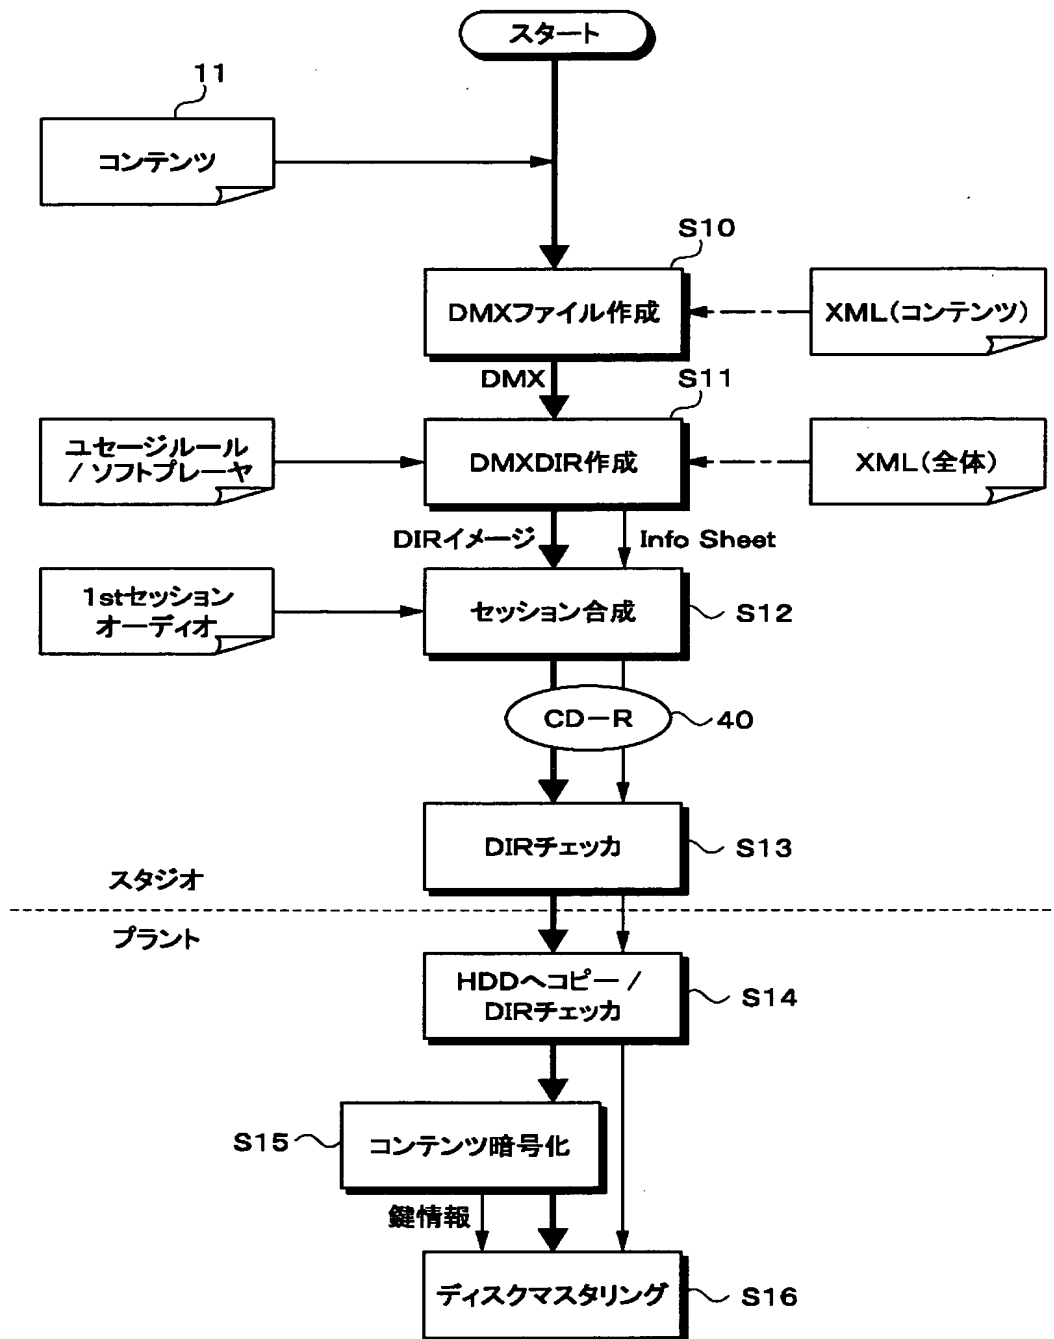 スタート
11
コンテンツ
S10
DMXファイル作成
XML(コンテンツ)
DMX
S11
ユセージルール
/ ソフトプレーヤ
DMXDIR作成
XML(全体)
DIRイメージ
Info Sheet
1stセッション
オーディオ
セッション合成
S12
CD－R
40
DIRチェッカ
S13
スタジオ
プラント
HDDへコピー /
DIRチェッカ
S14
S15
コンテンツ暗号化
鍵情報
ディスクマスタリング
S16